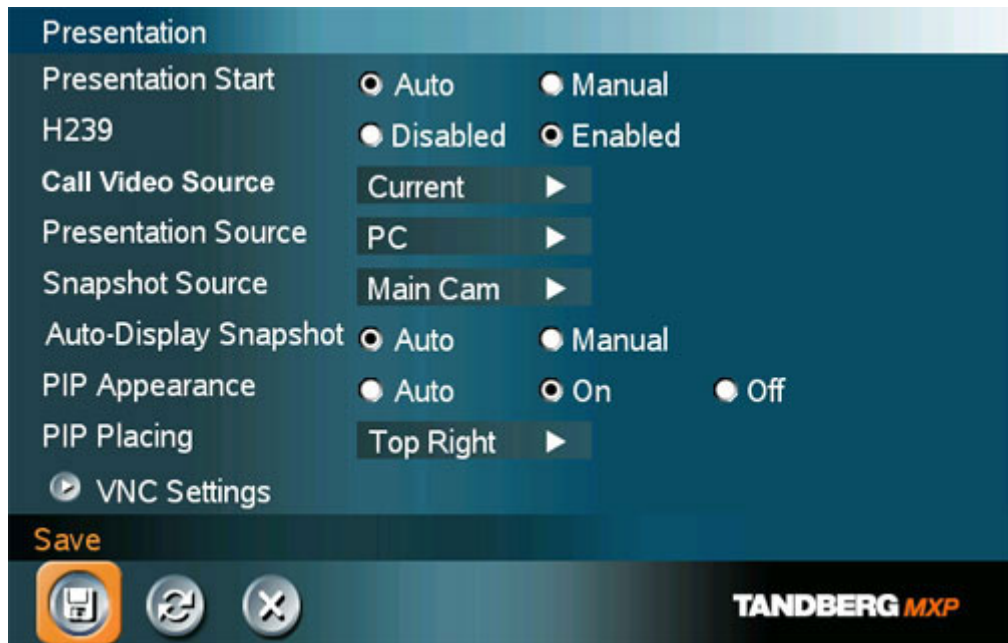 Presentation
Presentation Start Auto Manual
H239 Disabled Enabled
Call Video Source Current
Presentation Source PC
Snapshot Source Main Cam
Auto-Display Snapshot Auto Manual
PIP Appearance Auto On Off
PIP Placing Top Right
VNC Settings
Save
TANDBERG MXP